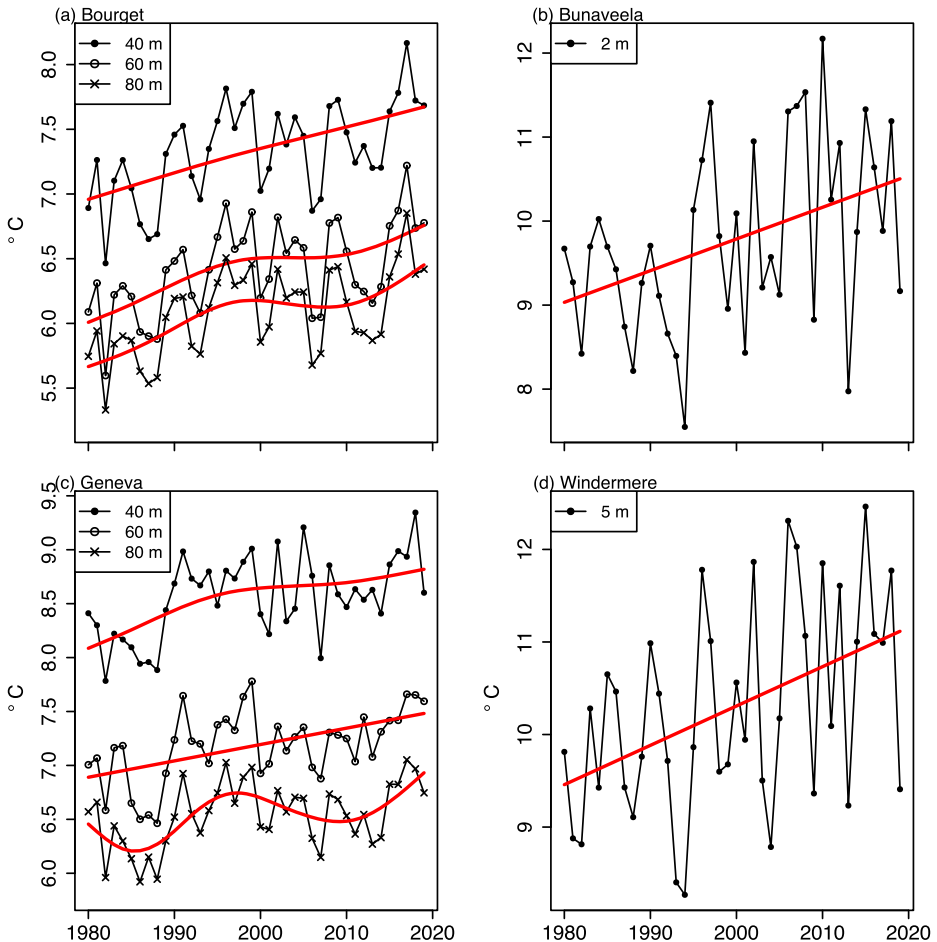 (a) Bourget
40 m
60 m
80 m
8.0
7.5
7.0
6.5
6.0
5.5
° C
(b) Bunaveela
2 m
12
11
10
9
8
(c) Geneva
40 m
60 m
80 m
9.5
9.0
8.5
8.0
7.5
7.0
6.5
6.0
° C
1980 1990 2000 2010 2020
(d) Windermere
5 m
12
11
10
9
° C
1980 1990 2000 2010 2020